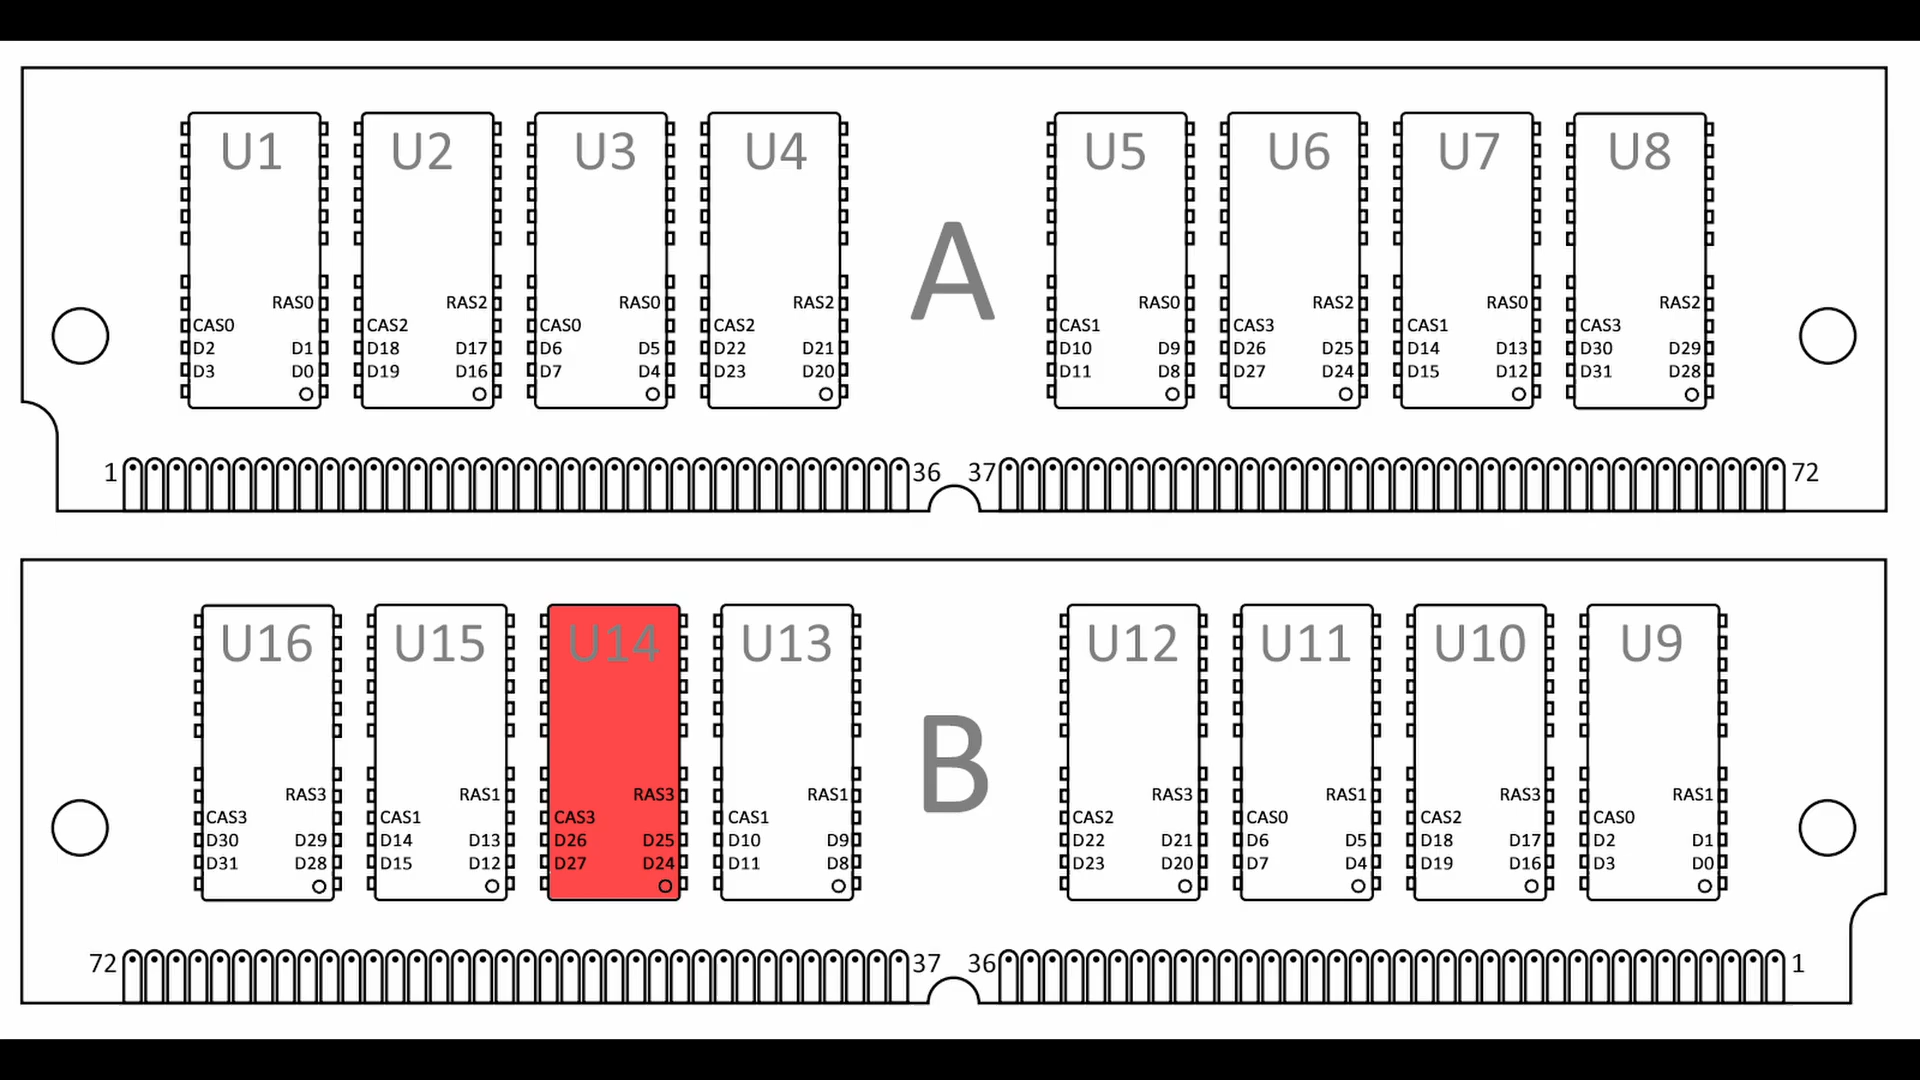 U1 U2 U3 U4 U5 U6 U7 U8
A
RAS0 RAS2 RAS0 RAS2 RAS0 RAS2 RAS0 RAS2
CAS0 CAS2 CAS0 CAS2 CAS1 CAS3 CAS1 CAS3
D2 D1 D18 D17 D6 D5 D22 D21 D10 D9 D26 D25 D14 D13 D30 D29
D3 D0 D19 D16 D7 D4 D23 D20 D11 D8 D27 D24 D15 D12 D31 D28
1 36 37 72
U16 U15 U14 U13 U12 U11 U10 U9
B
RAS3 RAS1 RAS3 RAS1 RAS3 RAS1 RAS3 RAS1
CAS3 CAS1 CAS3 CAS1 CAS2 CAS0 CAS2 CAS0
D30 D29 D14 D13 D26 D25 D10 D9 D22 D21 D6 D5 D18 D17 D2 D1
D31 D28 D15 D12 D27 D24 D11 D8 D23 D20 D7 D4 D19 D16 D3 D0
72 37 36 1